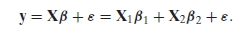 y = Xβ + ε = X₁β₁ + X₂β₂ + ε.